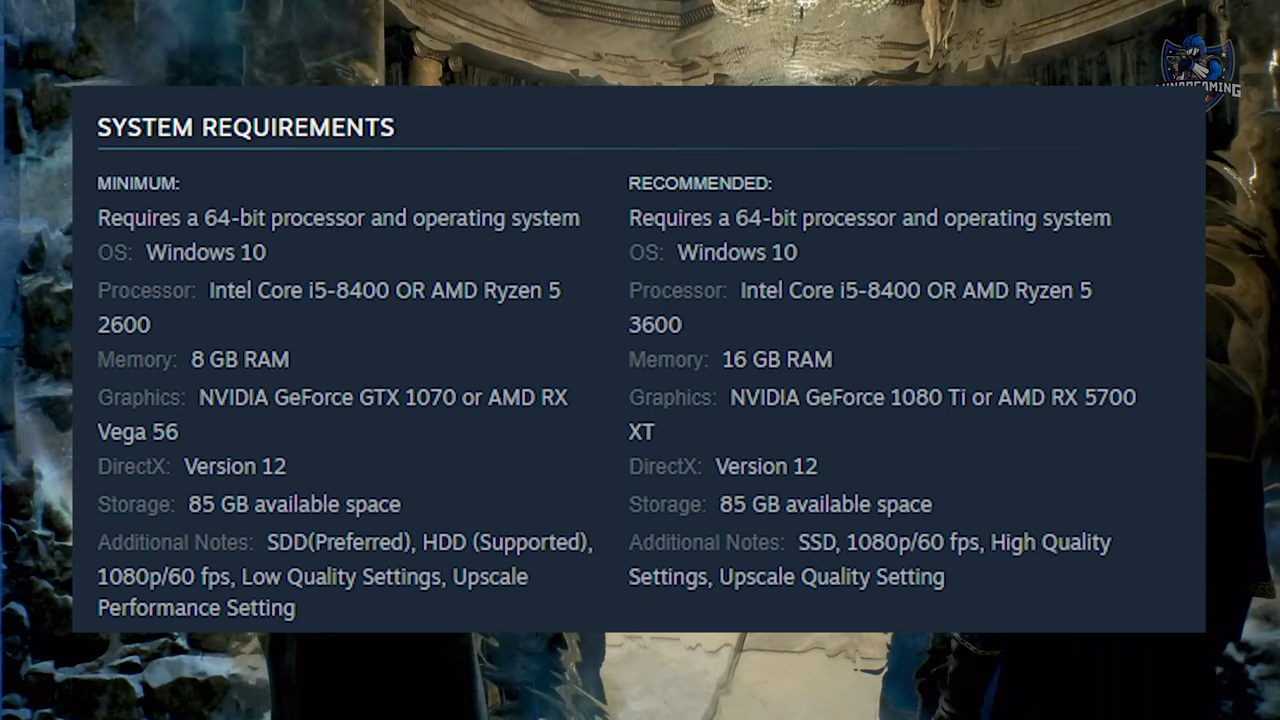 SYSTEM REQUIREMENTS
MINIMUM:
Requires a 64-bit processor and operating system
OS: Windows 10
Processor: Intel Core i5-8400 OR AMD Ryzen 5
2600
Memory: 8 GB RAM
Graphics: NVIDIA GeForce GTX 1070 or AMD RX
Vega 56
DirectX: Version 12
Storage: 85 GB available space
Additional Notes: SDD(Preferred), HDD (Supported),
1080p/60 fps, Low Quality Settings, Upscale
Performance Setting
RECOMMENDED:
Requires a 64-bit processor and operating system
OS: Windows 10
Processor: Intel Core i5-8400 OR AMD Ryzen 5
3600
Memory: 16 GB RAM
Graphics: NVIDIA GeForce 1080 Ti or AMD RX 5700
XT
DirectX: Version 12
Storage: 85 GB available space
Additional Notes: SSD, 1080p/60 fps, High Quality
Settings, Upscale Quality Setting